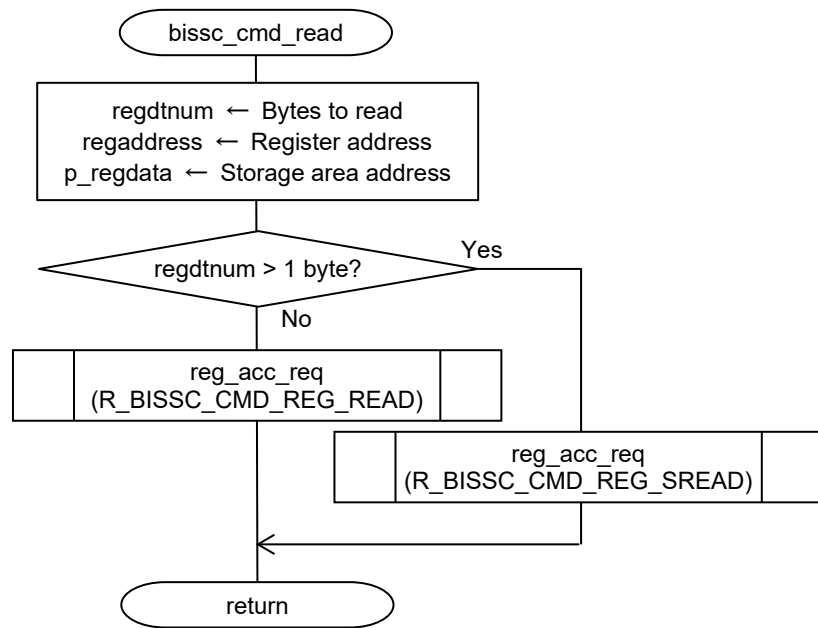 bissc_cmd_read
regdtnum ← Bytes to read
regaddress ← Register address
p_regdata ← Storage area address
regdtnum > 1 byte?
Yes
No
reg_acc_req
(R_BISSC_CMD_REG_READ)
reg_acc_req
(R_BISSC_CMD_REG_SREAD)
return